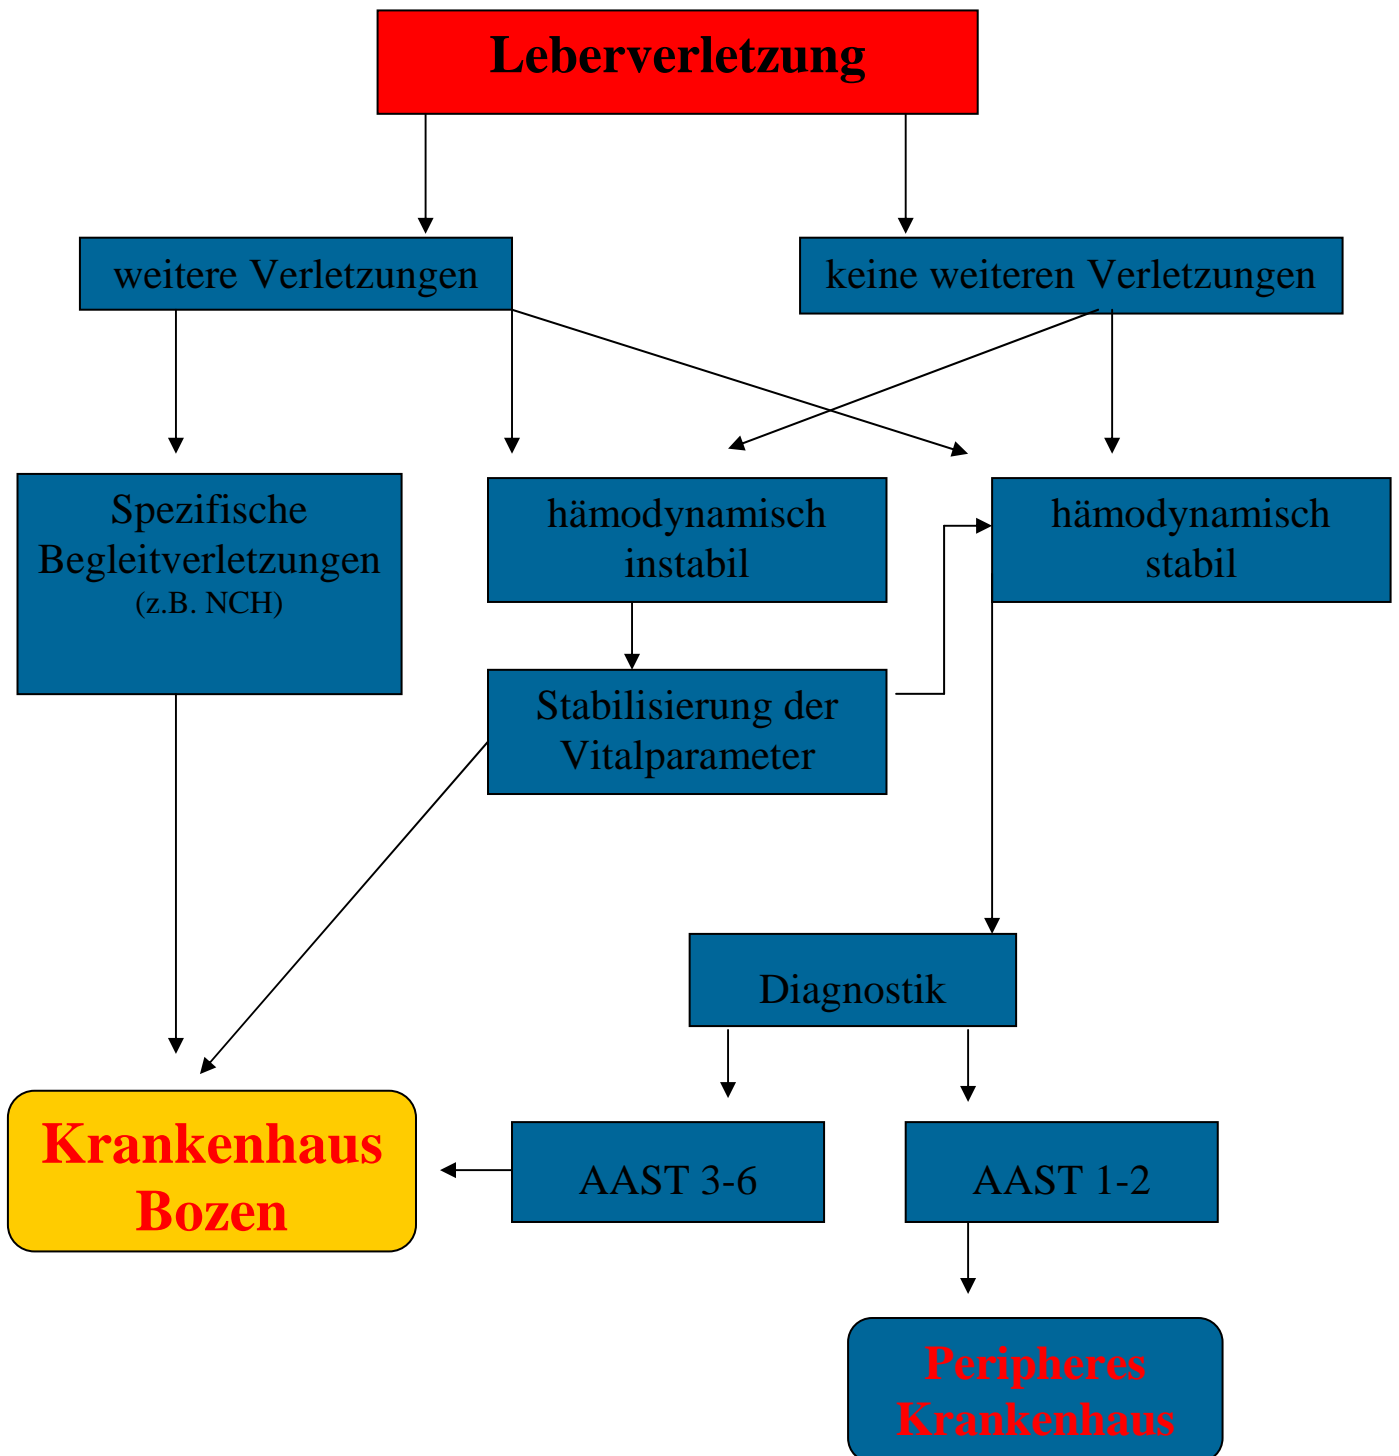 Leberverletzung
weitere Verletzungen
keine weiteren Verletzungen
Spezifische
Begleitverletzungen
(z.B. NCH)
hämodynamisch
instabil
hämodynamisch
stabil
Stabilisierung der
Vitalparameter
Diagnostik
Krankenhaus
Bozen
AAST 3-6
AAST 1-2
Peripheres
Krankenhaus